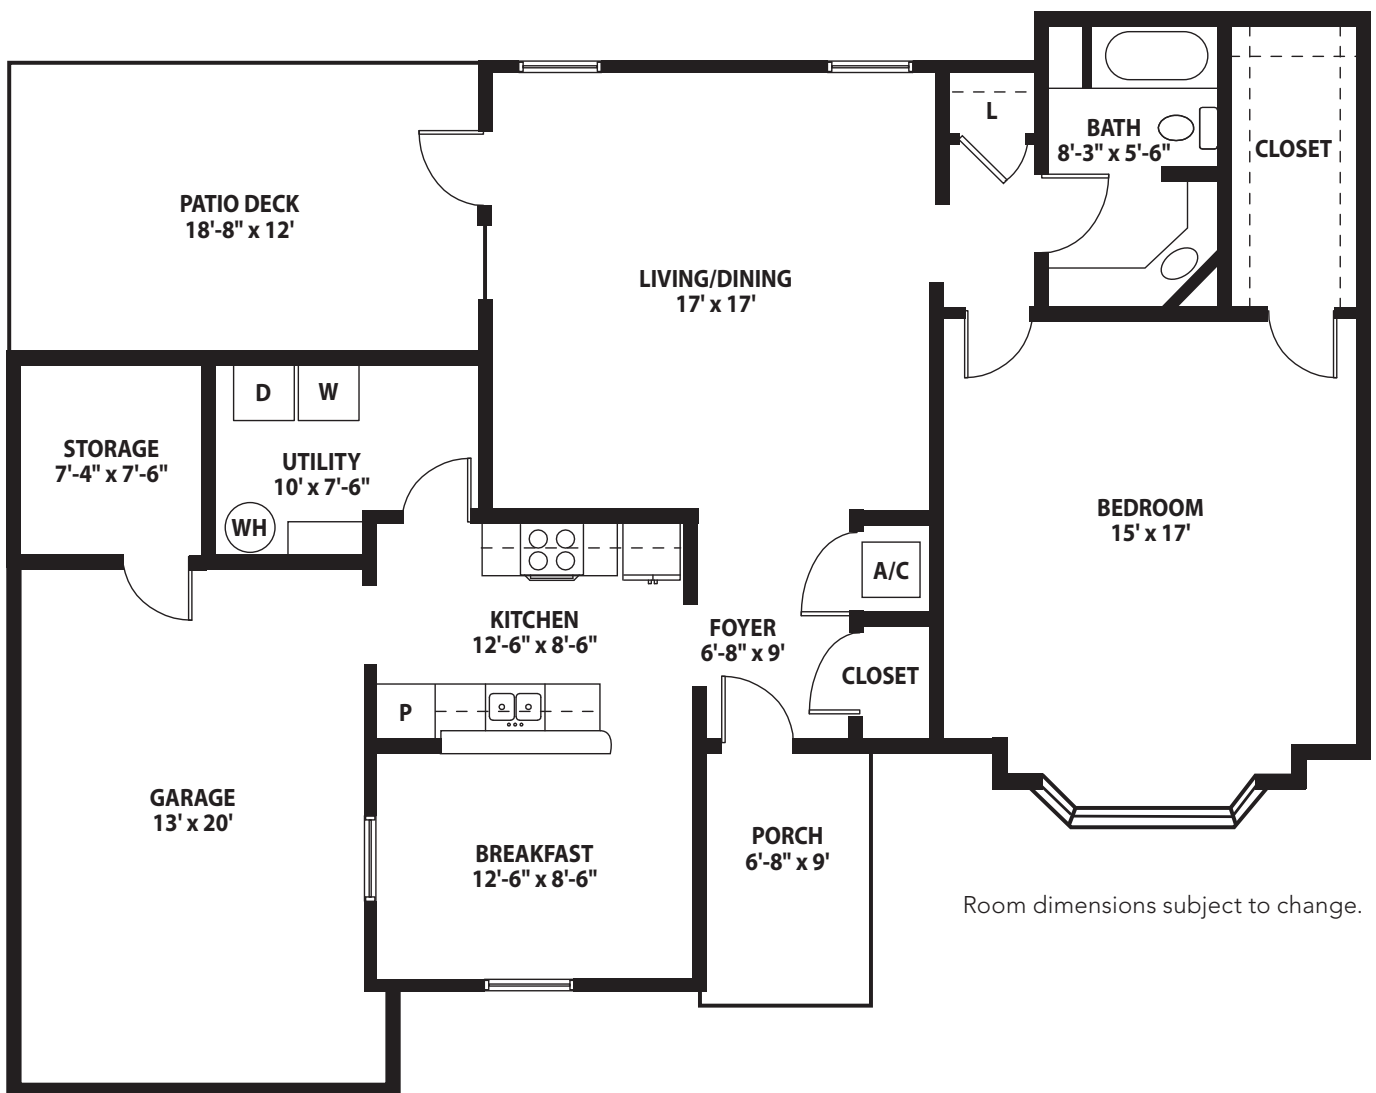 L
BATH
8'-3" x 5'-6"
CLOSET
PATIO DECK
18'-8" x 12'
LIVING/DINING
17' x 17'
D
W
STORAGE
7'-4" x 7'-6"
UTILITY
10' x 7'-6"
WH
BEDROOM
15' x 17'
A/C
KITCHEN
12'-6" x 8'-6"
FOYER
6'-8" x 9'
CLOSET
P
GARAGE
13' x 20'
BREAKFAST
12'-6" x 8'-6"
PORCH
6'-8" x 9'
Room dimensions subject to change.